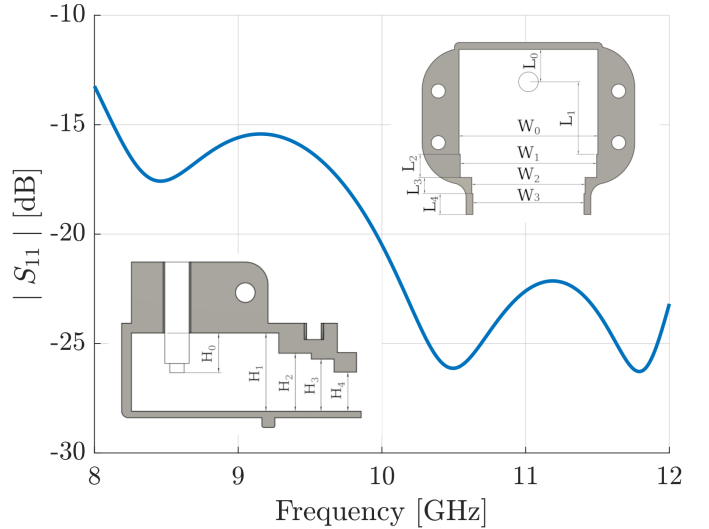 -10
-15
-20
-25
-30
| S₁₁ | [dB]
8
9
10
11
12
Frequency [GHz]
L₀
L₁
W₀
W₁
L₂
W₂
L₃
W₃
L₄
H₀
H₁
H₂
H₃
H₄